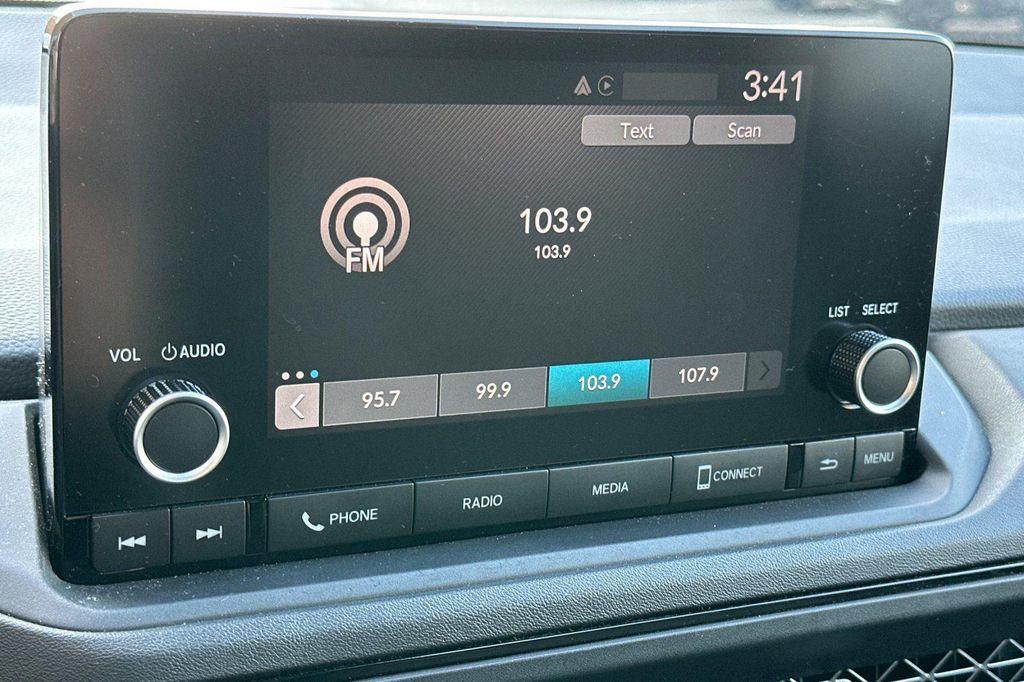 3:41
Text Scan
FM
103.9
103.9
LIST SELECT
VOL AUDIO
95.7 99.9 103.9 107.9
PHONE RADIO MEDIA CONNECT MENU